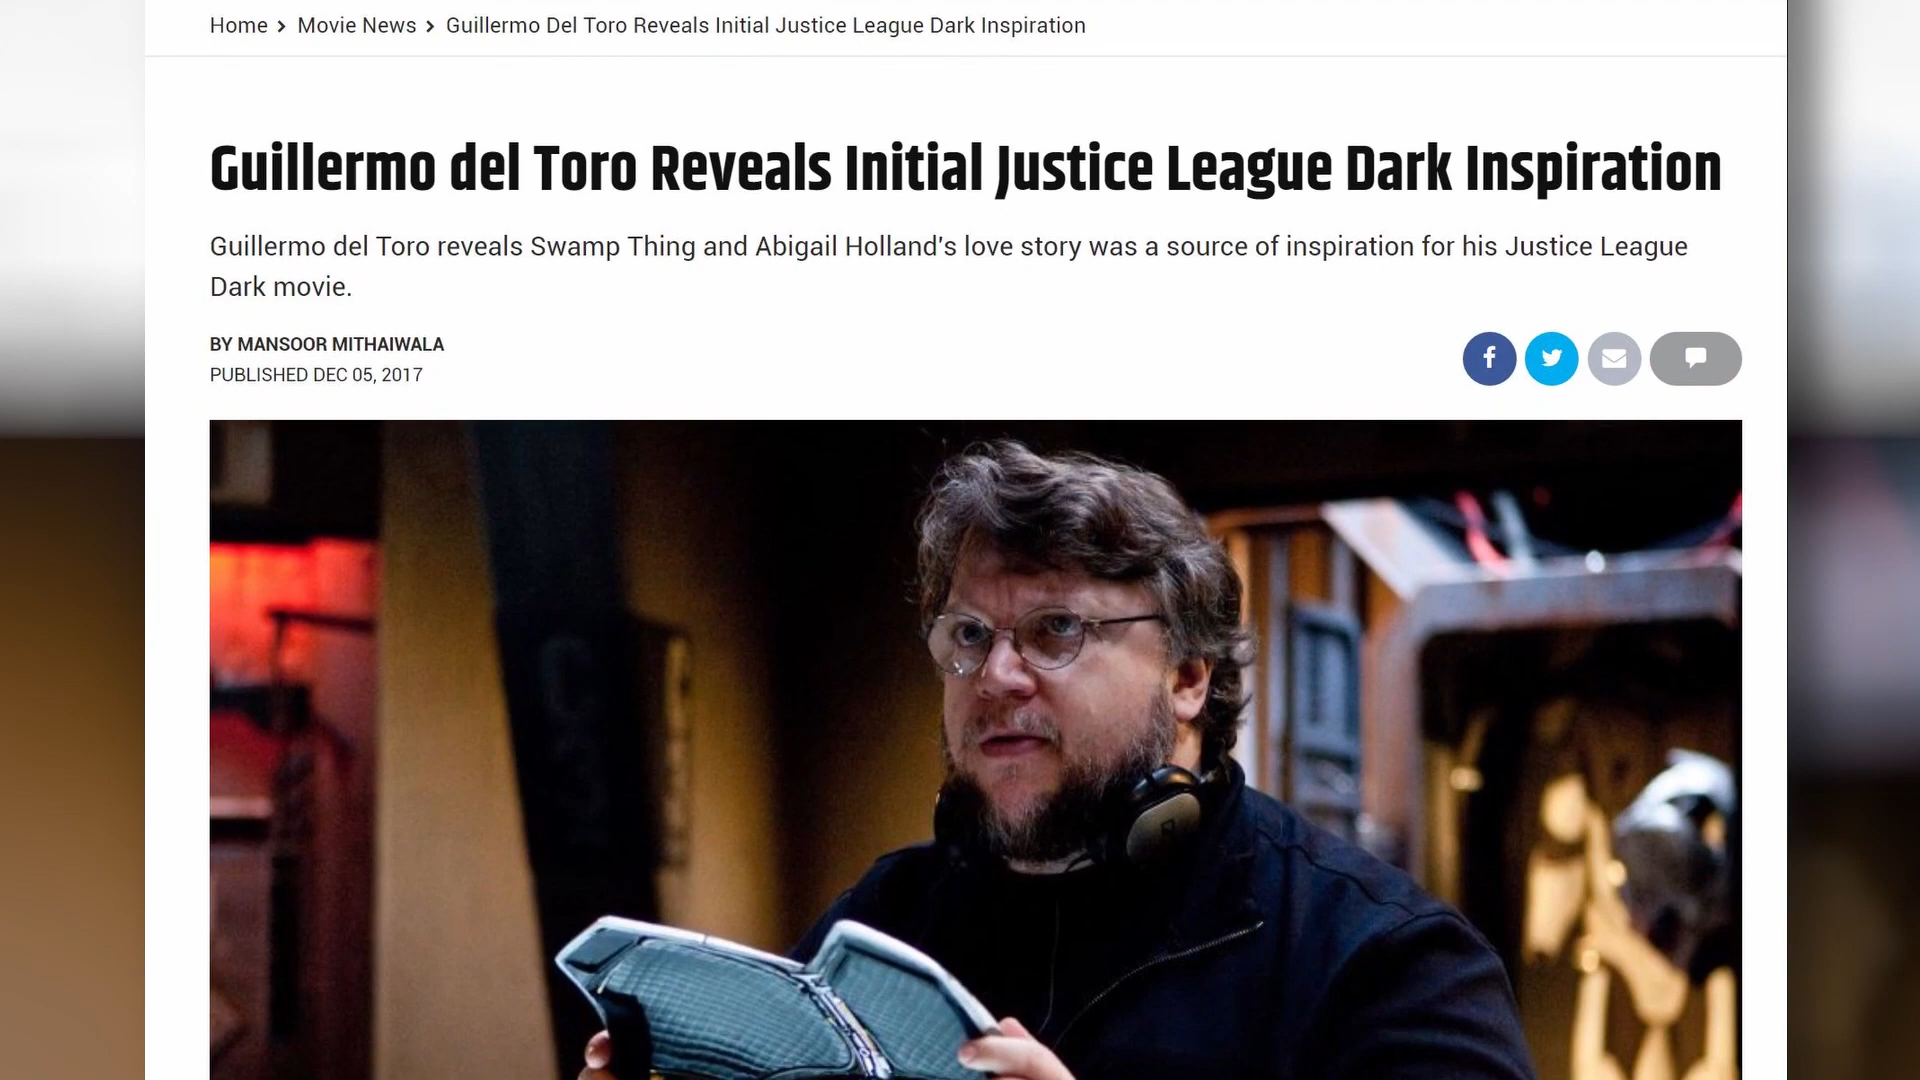 Home > Movie News > Guillermo Del Toro Reveals Initial Justice League Dark Inspiration
Guillermo del Toro Reveals Initial Justice League Dark Inspiration
Guillermo del Toro reveals Swamp Thing and Abigail Holland's love story was a source of inspiration for his Justice League
Dark movie.
BY MANSOOR MITHAIWALA
PUBLISHED DEC 05, 2017